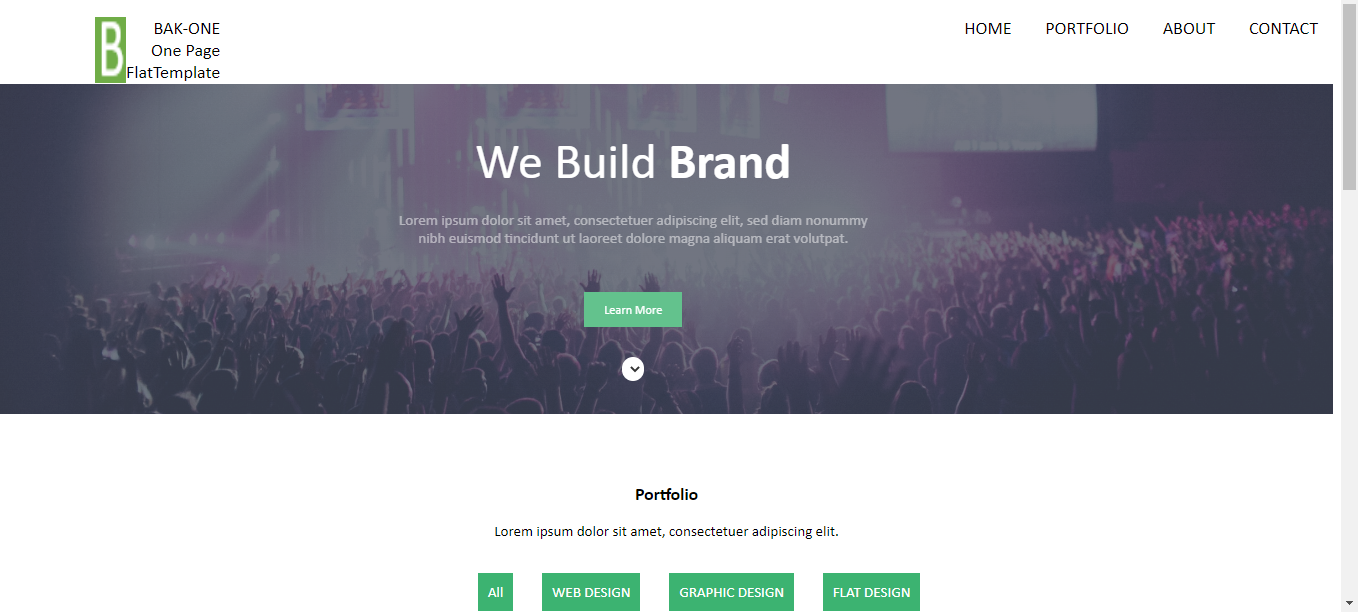 B
BAK-ONE
One Page
FlatTemplate
HOME PORTFOLIO ABOUT CONTACT
We Build Brand
Lorem ipsum dolor sit amet, consectetuer adipiscing elit, sed diam nonummy
nibh euismod tincidunt ut laoreet dolore magna aliquam erat volutpat.
Learn More
Portfolio
Lorem ipsum dolor sit amet, consectetuer adipiscing elit.
All WEB DESIGN GRAPHIC DESIGN FLAT DESIGN